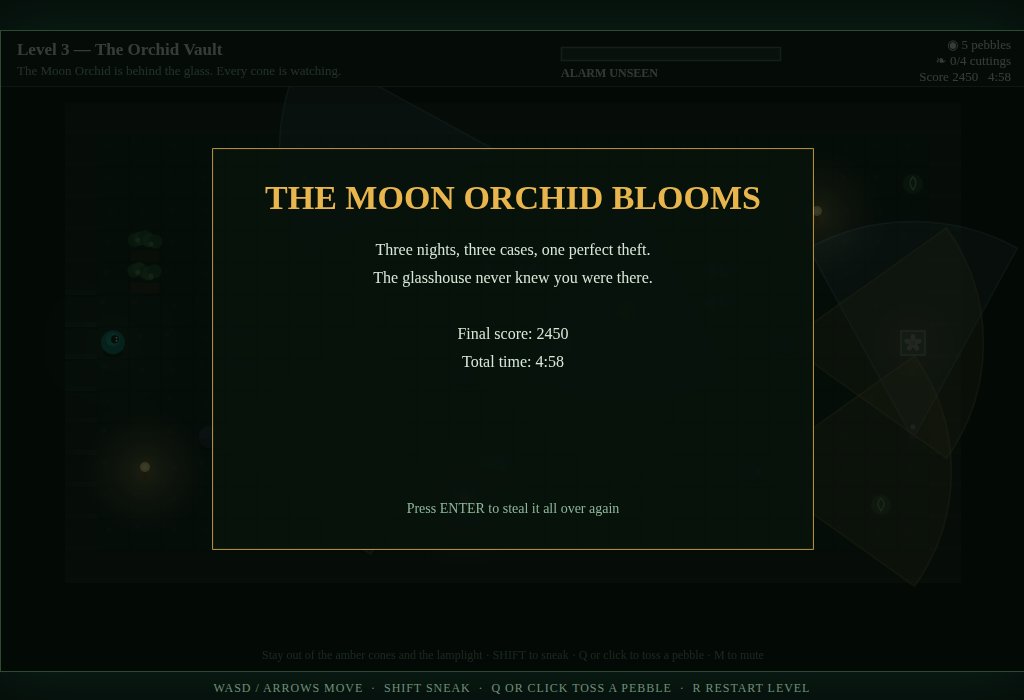 Level 3 — The Orchid Vault
The Moon Orchid is behind the glass. Every cone is watching.
ALARM UNSEEN
◉ 5 pebbles
❧ 0/4 cuttings
Score 2450 4:58
THE MOON ORCHID BLOOMS
Three nights, three cases, one perfect theft.
The glasshouse never knew you were there.
Final score: 2450
Total time: 4:58
Press ENTER to steal it all over again
Stay out of the amber cones and the lamplight · SHIFT to sneak · Q or click to toss a pebble · M to mute
WASD / ARROWS MOVE · SHIFT SNEAK · Q OR CLICK TOSS A PEBBLE · R RESTART LEVEL